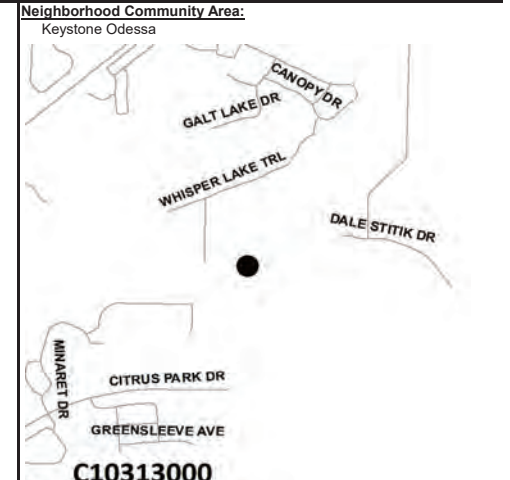 Neighborhood Community Area:
Keystone Odessa
CANOPY DR
GALT LAKE DR
WHISPER LAKE TRL
DALE STITIK DR
MINARET DR
CITRUS PARK DR
GREENSLEEVE AVE
C10313000